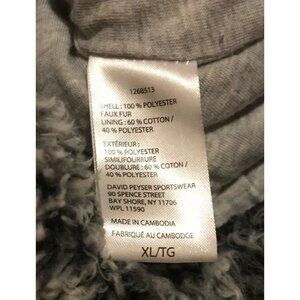 1268513
SHELL : 100 % POLYESTER
FAUX FUR
LINING : 60 % COTTON /
40 % POLYESTER
EXTÉRIEUR :
100 % POLYESTER
SIMILIFOURRURE
DOUBLURE : 60 % COTON /
40 % POLYESTER
DAVID PEYSER SPORTSWEAR
90 SPENCE STREET
BAY SHORE, NY 11706
WPL 11590
MADE IN CAMBODIA
FABRIQUÉ AU CAMBODGE
XL/TG